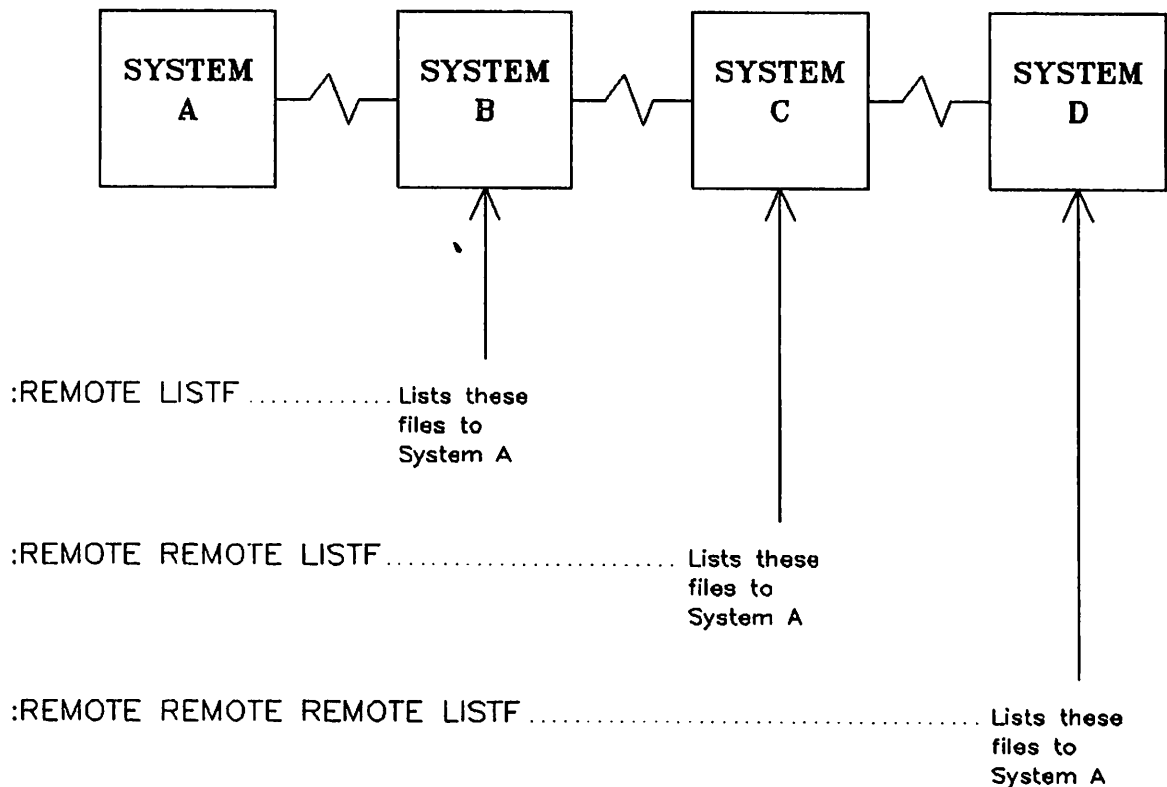 SYSTEM
A
SYSTEM
B
SYSTEM
C
SYSTEM
D
:REMOTE LISTF ............. Lists these
files to
System A
:REMOTE REMOTE LISTF ........................ Lists these
files to
System A
:REMOTE REMOTE REMOTE LISTF ...................................... Lists these
files to
System A